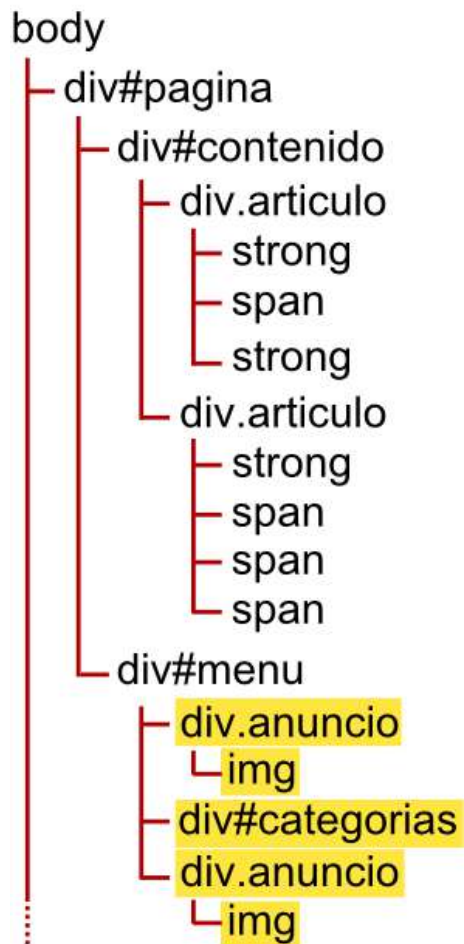 body
div#pagina
div#contenido
div.articulo
strong
span
strong
div.articulo
strong
span
span
span
div#menu
div.anuncio
img
div#categorias
div.anuncio
img